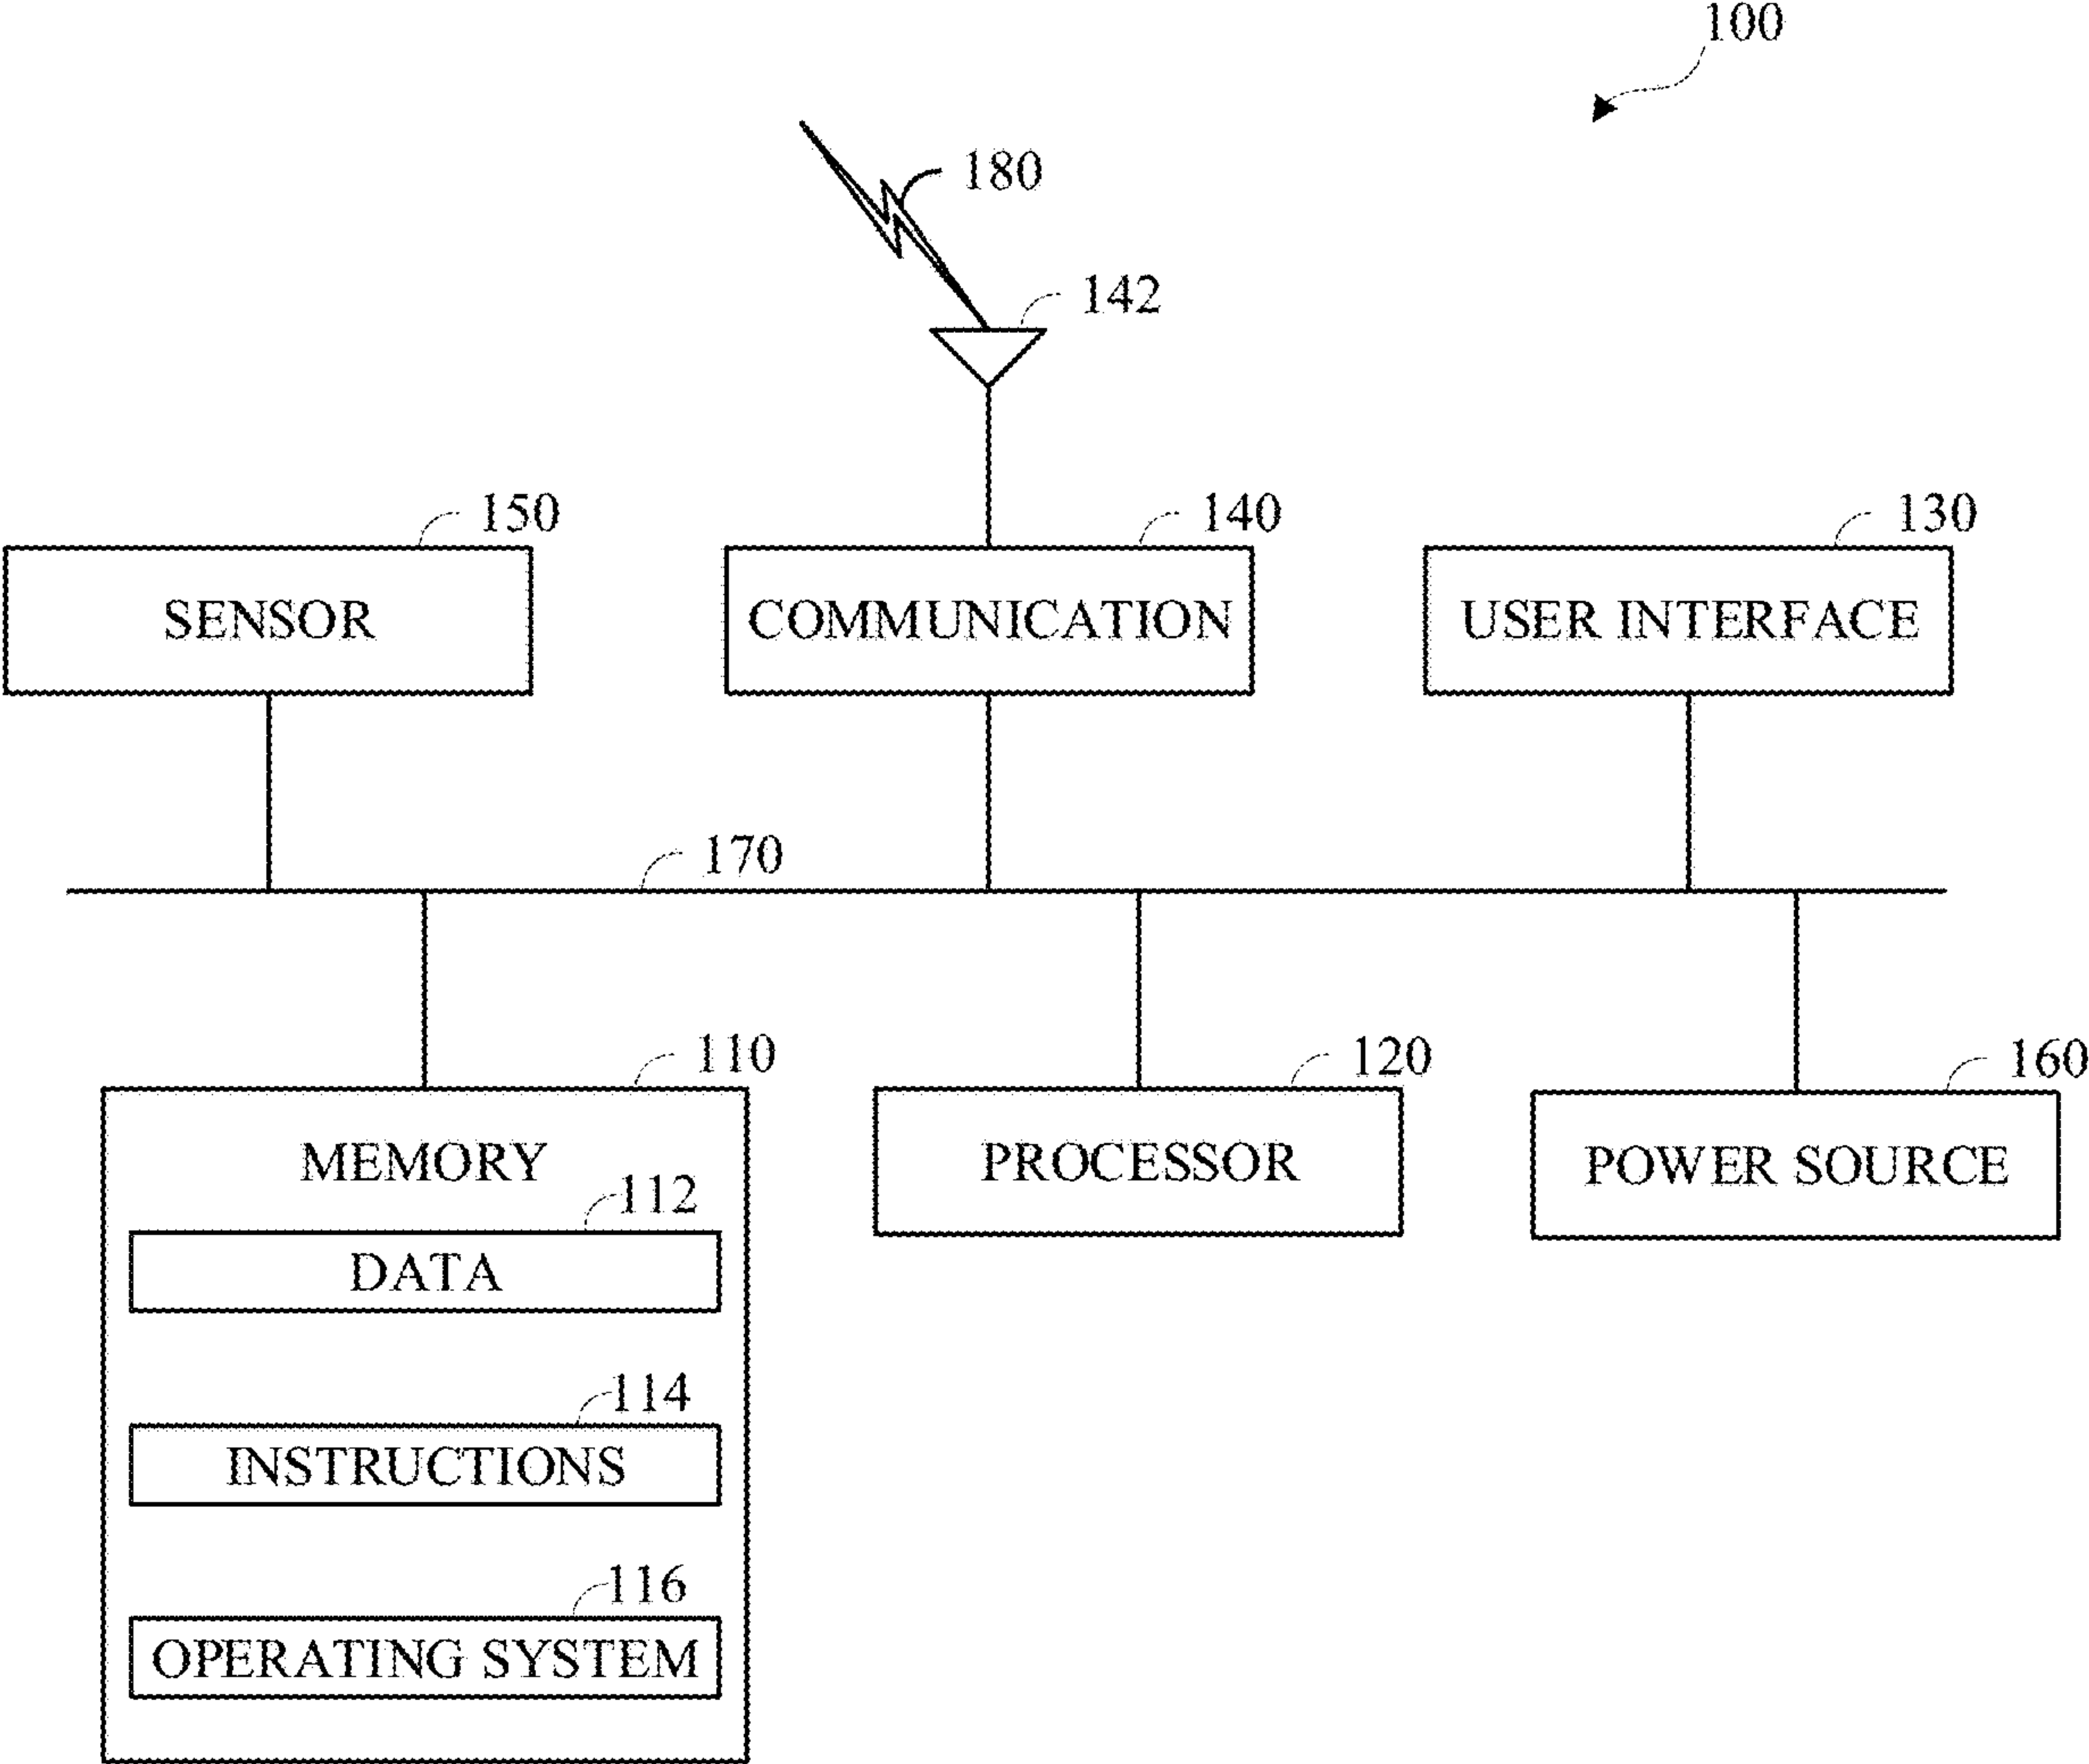 100
180
142
150
140
130
SENSOR
COMMUNICATION
USER INTERFACE
170
110
120
160
MEMORY
PROCESSOR
POWER SOURCE
112
DATA
114
INSTRUCTIONS
116
OPERATING SYSTEM